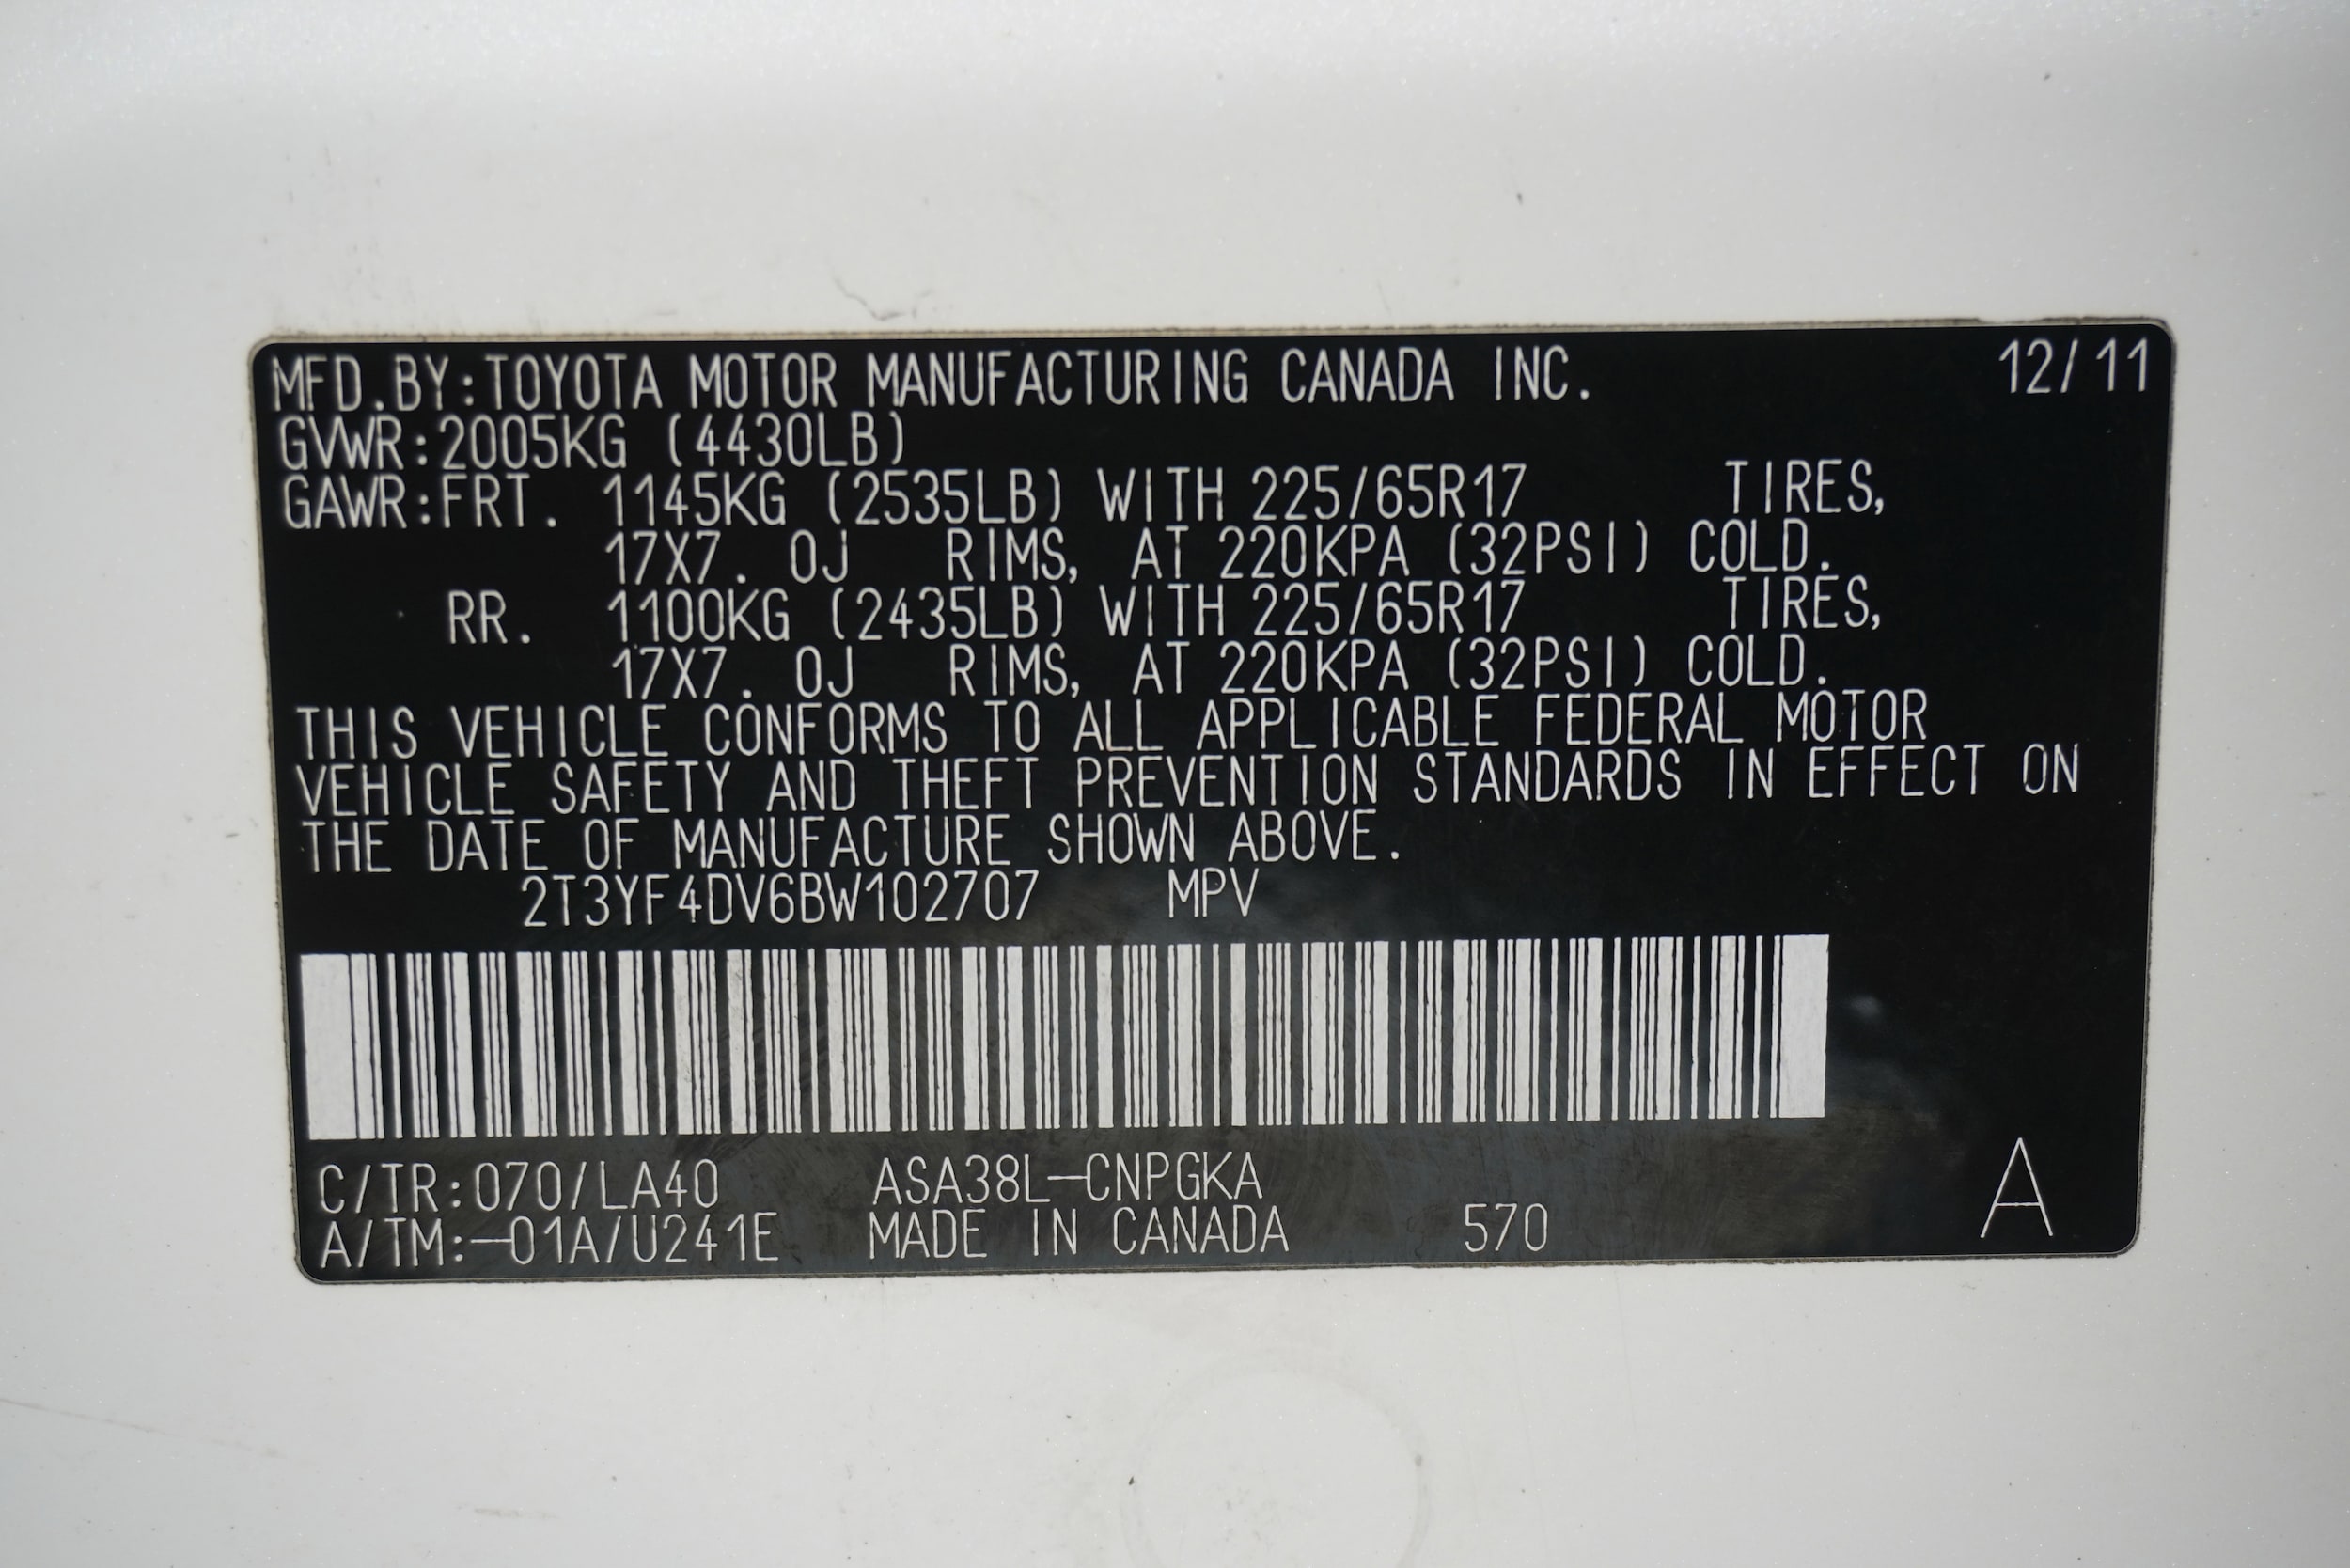 MFD.BY:TOYOTA MOTOR MANUFACTURING CANADA INC. 12/11
GVWR:2005KG (4430LB)
GAWR:FRT. 1145KG (2535LB) WITH 225/65R17 TIRES,
17X7. 0J RIMS, AT 220KPA (32PSI) COLD.
RR. 1100KG (2435LB) WITH 225/65R17 TIRES,
17X7. 0J RIMS, AT 220KPA (32PSI) COLD.
THIS VEHICLE CONFORMS TO ALL APPLICABLE FEDERAL MOTOR
VEHICLE SAFETY AND THEFT PREVENTION STANDARDS IN EFFECT ON
THE DATE OF MANUFACTURE SHOWN ABOVE.
2T3YF4DV6BW102707 MPV
C/TR:070/LA40 ASA38L-CNPGKA
A/TM:-01A/U241E MADE IN CANADA 570 A